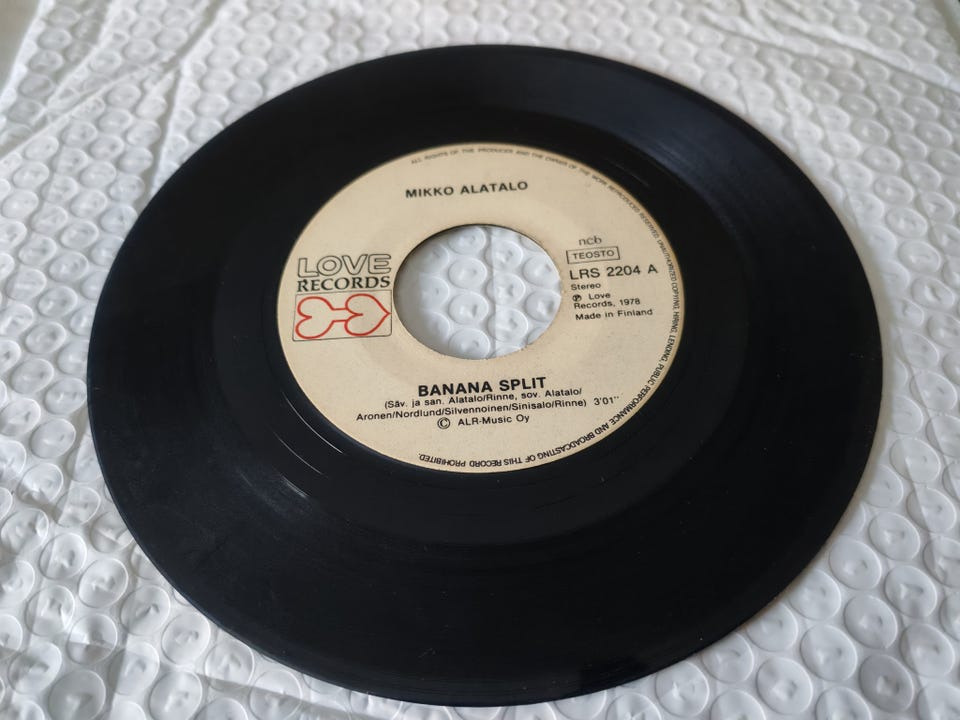 ALL RIGHTS OF THE PRODUCER AND THE OWNER OF THE WORK REPRODUCED RESERVED. UNAUTHORIZED COPYING, HIRING, LENDING, PUBLIC PERFORMANCE AND BROADCASTING OF THIS RECORD PROHIBITED.
MIKKO ALATALO
LOVE
RECORDS
ncb
TEOSTO
LRS 2204 A
Stereo
℗ Love
Records, 1978
Made in Finland
BANANA SPLIT
(Säv. ja san. Alatalo/Rinne, sov. Alatalo/
Aronen/Nordlund/Silvennoinen/Sinisalo/Rinne) 3'01''
© ALR-Music Oy